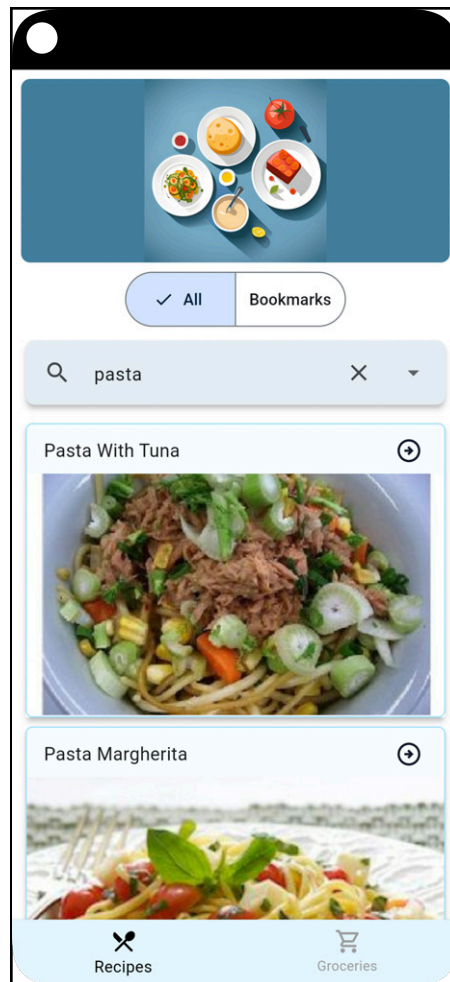 All
Bookmarks
pasta
Pasta With Tuna
Pasta Margherita
Recipes
Groceries